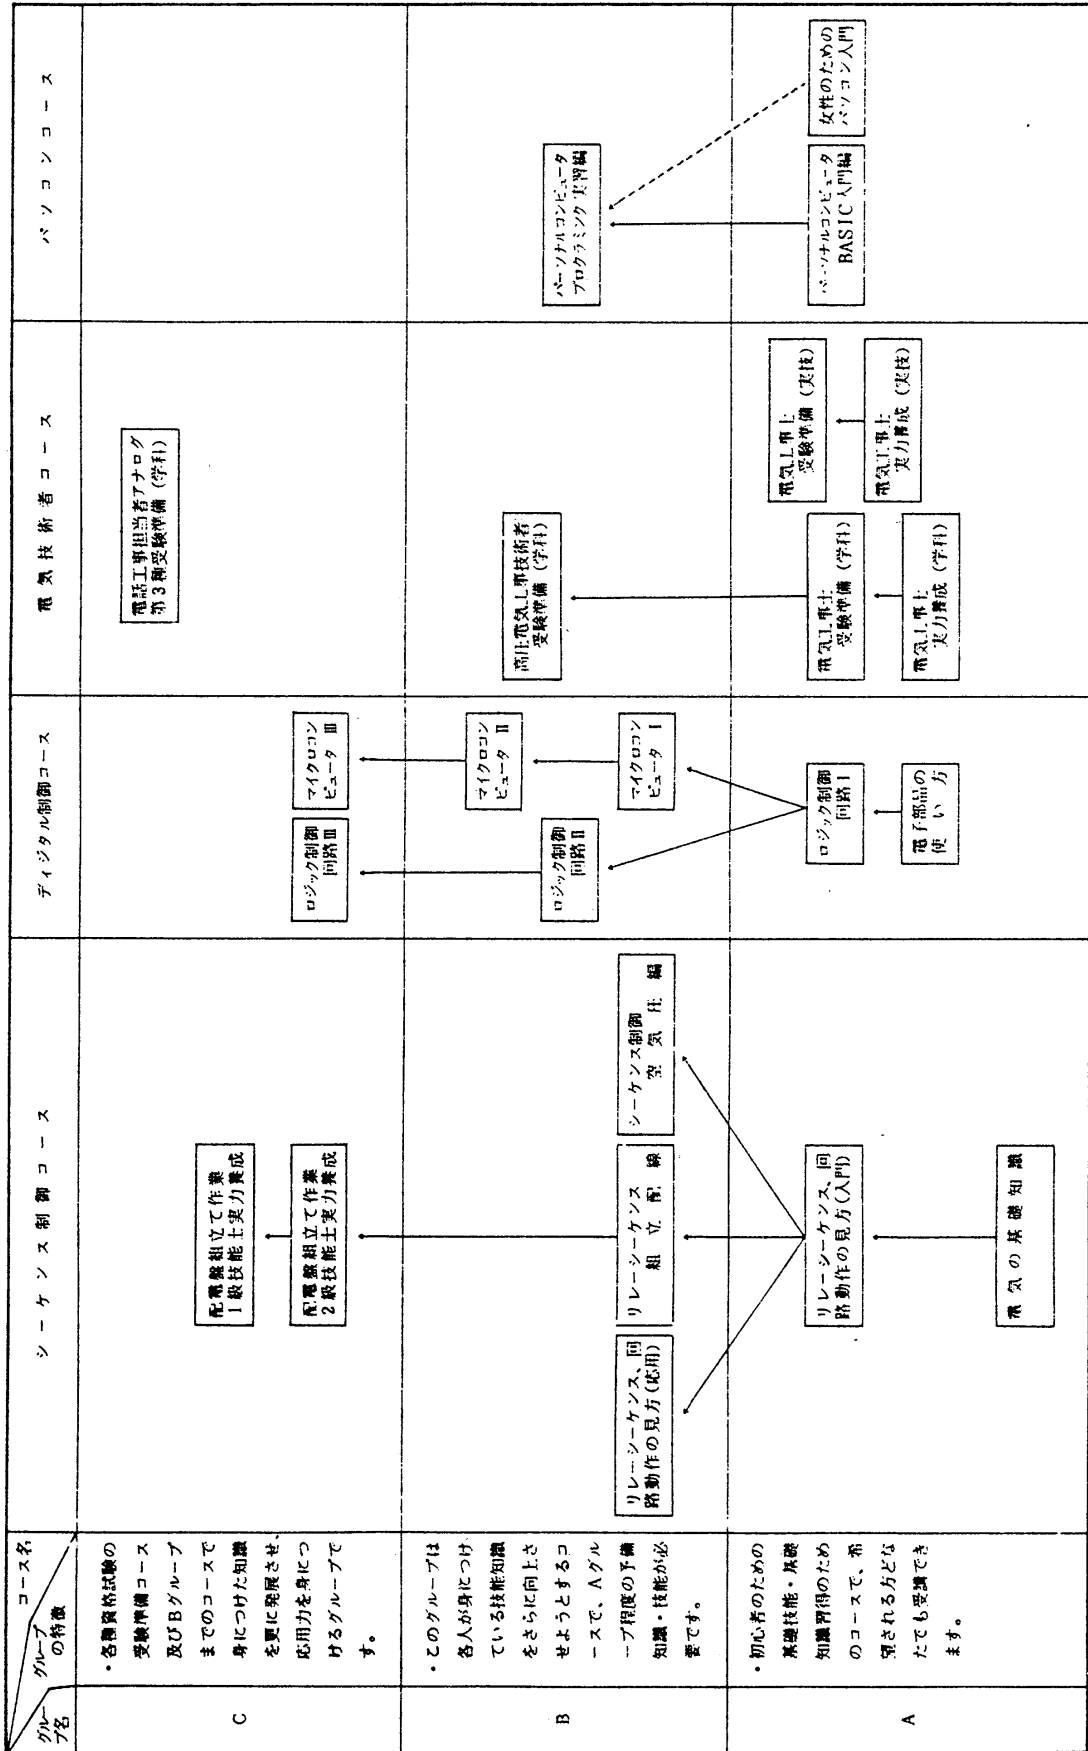 グルー
プ名
グループ
の特徴
コース名
シーケンス制御コース
ディジタル制御コース
電気技術者コース
パソコンコース
C
・各種資格試験の
受験準備コース
及びBグループ
までのコースで
身につけた知識
を更に発展させ、
応用力を身につ
けるグループで
す。
配電盤組立て作業
1級技能士実力養成
配電盤組立て作業
2級技能士実力養成
ロジック制御
回路Ⅲ
マイクロコン
ピュータ Ⅲ
電話工事担当者アナログ
第3種受験準備(学科)
B
・このグループは
各人が身につけ
ている技能知識
をさらに向上さ
せようとするコ
ースで、Aグル
ープ程度の予備
知識・技能が必
要です。
リレーシーケンス、回
路動作の見方(応用)
リレーシーケンス
組立配線
シーケンス制御
空気圧編
ロジック制御
回路Ⅱ
マイクロコン
ピュータ Ⅱ
マイクロコン
ピュータ Ⅰ
高圧電気工事技術者
受験準備(学科)
パーソナルコンピュータ
プログラミング実習編
A
・初心者のための
基礎技能・基礎
知識習得のため
のコースで、希
望される方どな
たでも受講でき
ます。
リレーシーケンス、回
路動作の見方(入門)
電気の基礎知識
ロジック制御
回路Ⅰ
電子部品の
使い方
電気工事士
受験準備(学科)
電気工事士
実力養成(学科)
電気工事士
受験準備(実技)
電気工事士
実力養成(実技)
パーソナルコンピュータ
BASIC入門編
女性のための
パソコン入門